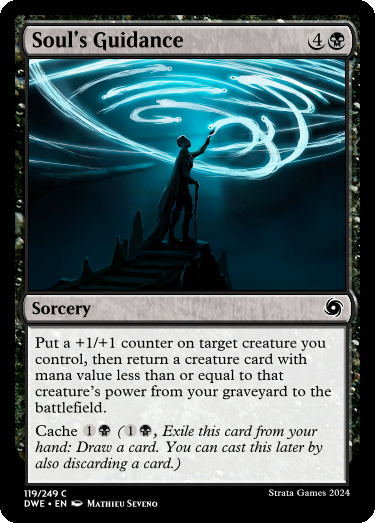 Soul's Guidance 4
Sorcery
Put a +1/+1 counter on target creature you
control, then return a creature card with
mana value less than or equal to that
creature's power from your graveyard to the
battlefield.
Cache 1 (1, Exile this card from your
hand: Draw a card. You can cast this later by
also discarding a card.)
119/249 C
Strata Games 2024
DWE • EN Mathieu Seveno